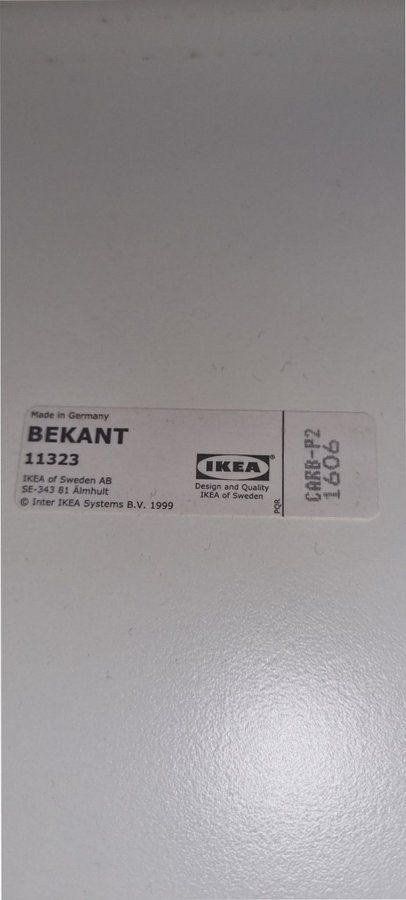 Made in Germany
BEKANT
11323
IKEA of Sweden AB
SE-343 81 Älmhult
© Inter IKEA Systems B.V. 1999
IKEA®
Design and Quality
IKEA of Sweden
PQR
CARB-P2
1606